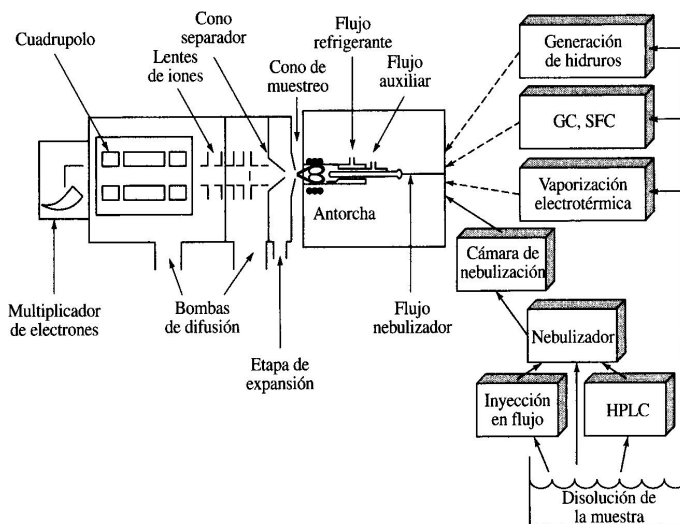 Cono
separador
Flujo
refrigerante
Flujo
auxiliar
Cuadrupolo
Lentes
de iones
Cono de
muestreo
Generación
de hidruros
GC, SFC
Vaporización
electrotérmica
Antorcha
Cámara de
nebulización
Multiplicador
de electrones
Bombas
de difusión
Flujo
nebulizador
Etapa de
expansión
Nebulizador
Inyección
en flujo
HPLC
Disolución de
la muestra